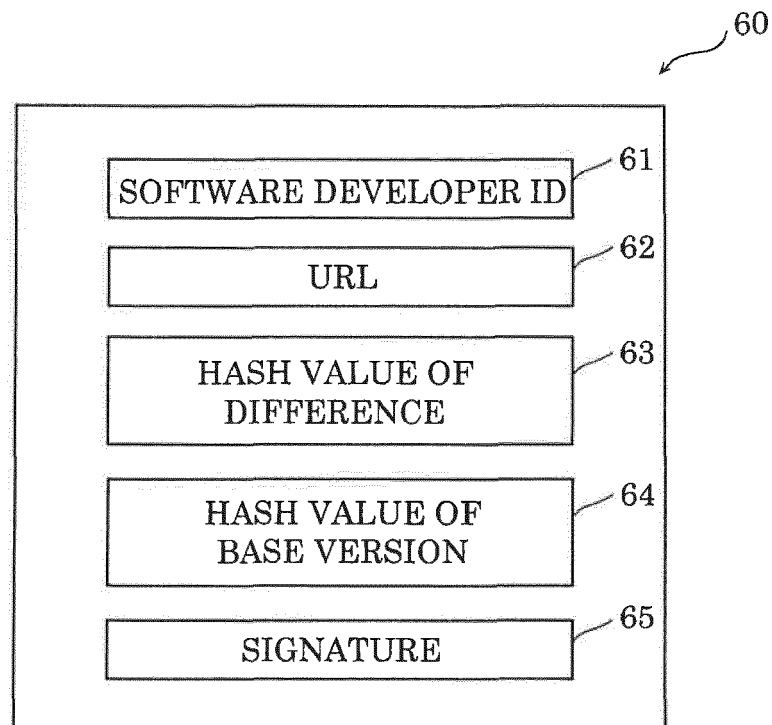 60
SOFTWARE DEVELOPER ID
61
URL
62
HASH VALUE OF
DIFFERENCE
63
HASH VALUE OF
BASE VERSION
64
SIGNATURE
65